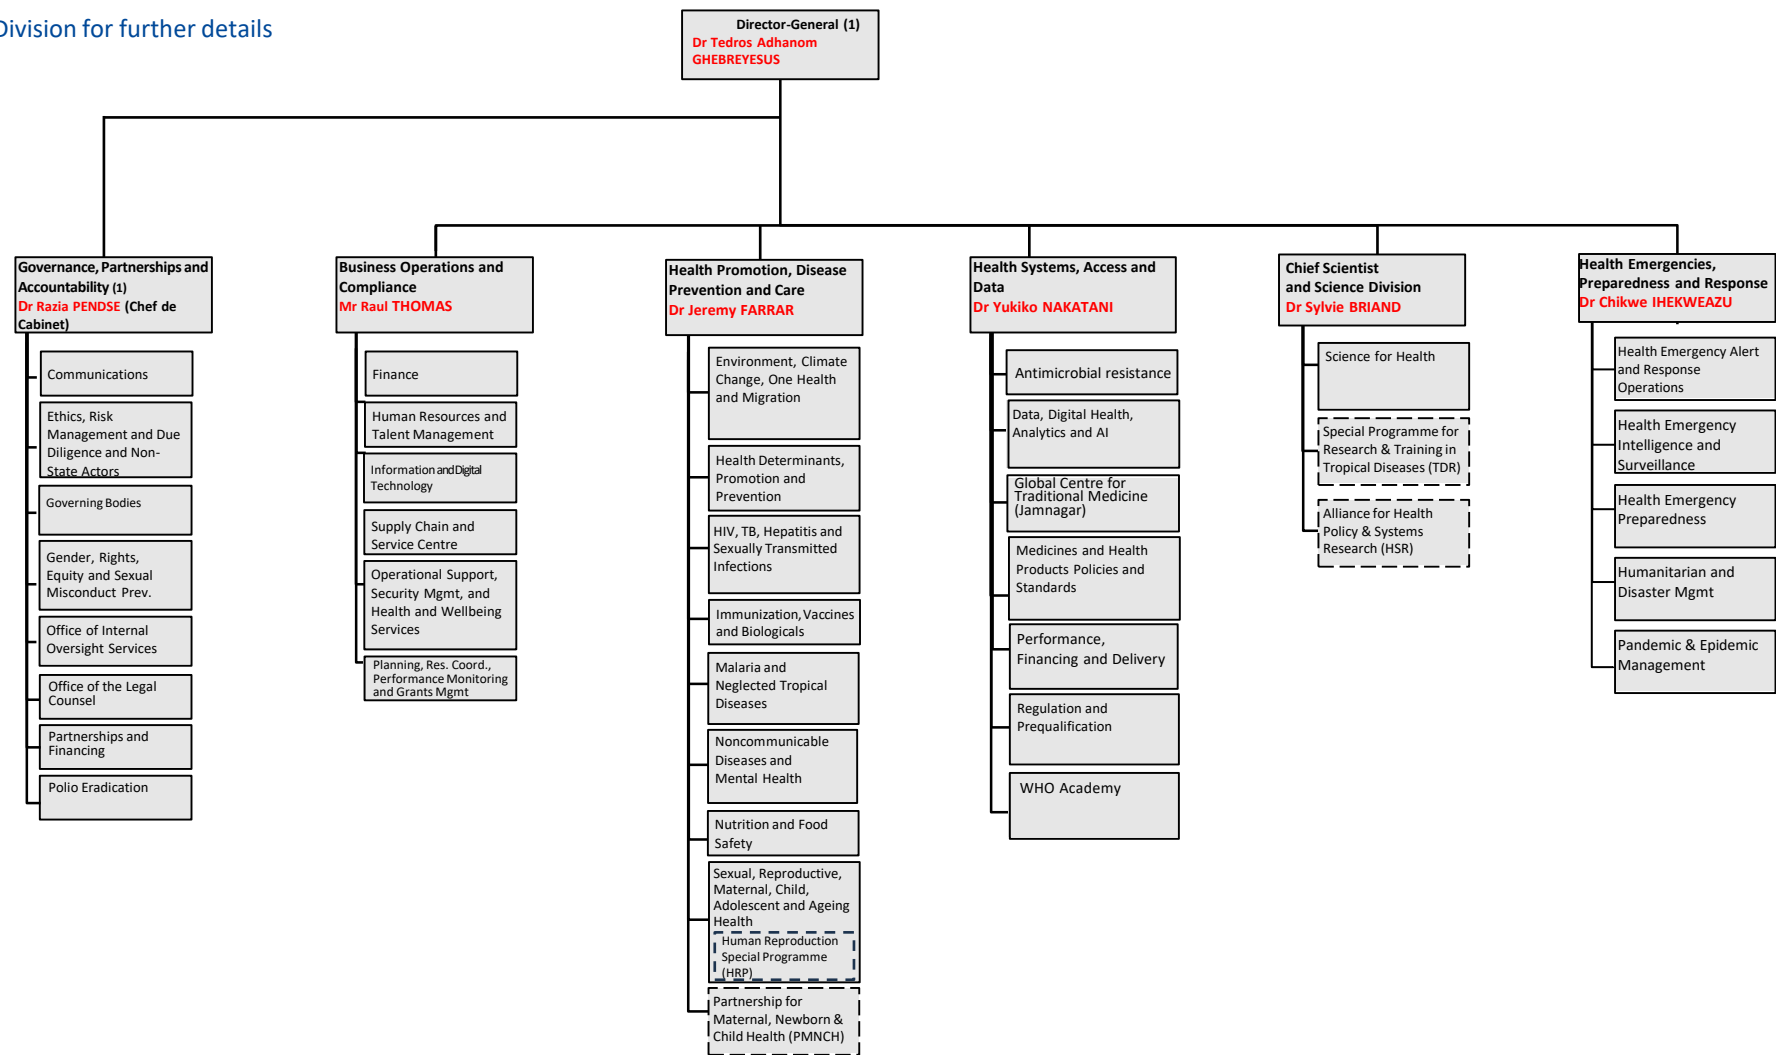 Division for further details
Director-General (1)
Dr Tedros Adhanom
GHEBREYESUS
Governance, Partnerships and
Accountability (1)
Dr Razia PENDSE (Chef de
Cabinet)
Communications
Ethics, Risk
Management and Due
Diligence and Non-
State Actors
Governing Bodies
Gender, Rights,
Equity and Sexual
Misconduct Prev.
Office of Internal
Oversight Services
Office of the Legal
Counsel
Partnerships and
Financing
Polio Eradication
Business Operations and
Compliance
Mr Raul THOMAS
Finance
Human Resources and
Talent Management
Information and Digital
Technology
Supply Chain and
Service Centre
Operational Support,
Security Mgmt, and
Health and Wellbeing
Services
Planning, Res. Coord.,
Performance Monitoring
and Grants Mgmt
Health Promotion, Disease
Prevention and Care
Dr Jeremy FARRAR
Environment, Climate
Change, One Health
and Migration
Health Determinants,
Promotion and
Prevention
HIV, TB, Hepatitis and
Sexually Transmitted
Infections
Immunization, Vaccines
and Biologicals
Malaria and
Neglected Tropical
Diseases
Noncommunicable
Diseases and
Mental Health
Nutrition and Food
Safety
Sexual, Reproductive,
Maternal, Child,
Adolescent and Ageing
Health
Human Reproduction
Special Programme
(HRP)
Partnership for
Maternal, Newborn &
Child Health (PMNCH)
Health Systems, Access and
Data
Dr Yukiko NAKATANI
Antimicrobial resistance
Data, Digital Health,
Analytics and AI
Global Centre for
Traditional Medicine
(Jamnagar)
Medicines and Health
Products Policies and
Standards
Performance,
Financing and Delivery
Regulation and
Prequalification
WHO Academy
Chief Scientist
and Science Division
Dr Sylvie BRIAND
Science for Health
Special Programme for
Research & Training in
Tropical Diseases (TDR)
Alliance for Health
Policy & Systems
Research (HSR)
Health Emergencies,
Preparedness and Response
Dr Chikwe IHEKWEAZU
Health Emergency Alert
and Response
Operations
Health Emergency
Intelligence and
Surveillance
Health Emergency
Preparedness
Humanitarian and
Disaster Mgmt
Pandemic & Epidemic
Management